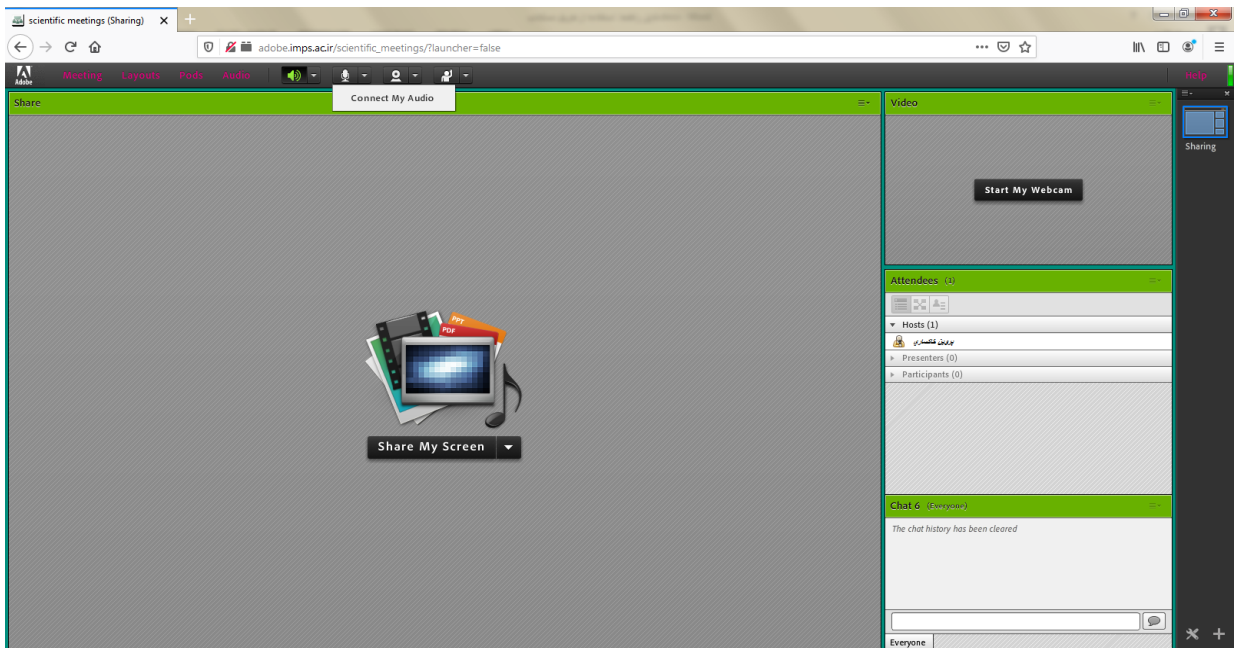 scientific meetings (Sharing)
adobe.imps.ac.ir/scientific_meetings/?launcher=false
Adobe
Meeting Layouts Pods Audio
Help
Connect My Audio
Share
Video
Sharing
Start My Webcam
Attendees (1)
Hosts (1)
پروین خاکساری
Presenters (0)
Participants (0)
PPT
PDF
Share My Screen
Chat 6 (Everyone)
The chat history has been cleared
Everyone